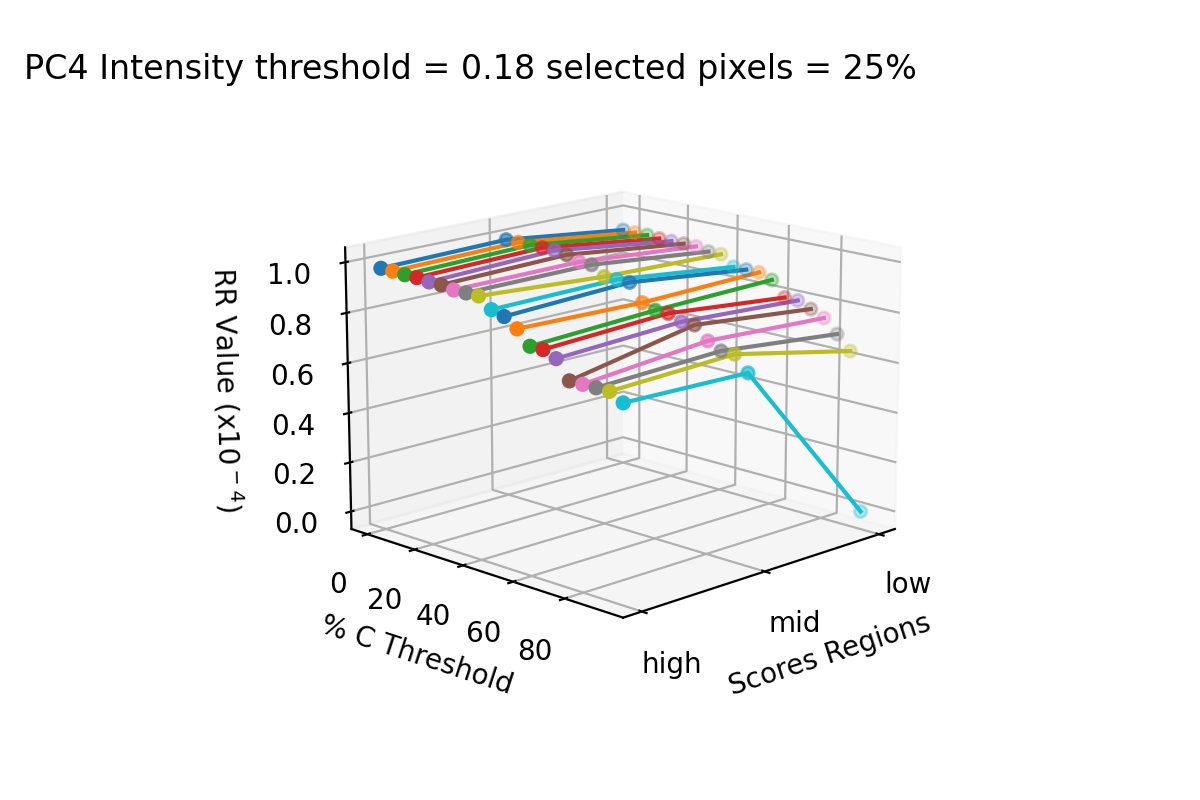 PC4 Intensity threshold = 0.18 selected pixels = 25%
RR Value (x10⁻⁴)
1.0
0.8
0.6
0.4
0.2
0.0
0
20
40
60
80
% C Threshold
high
mid
low
Scores Regions